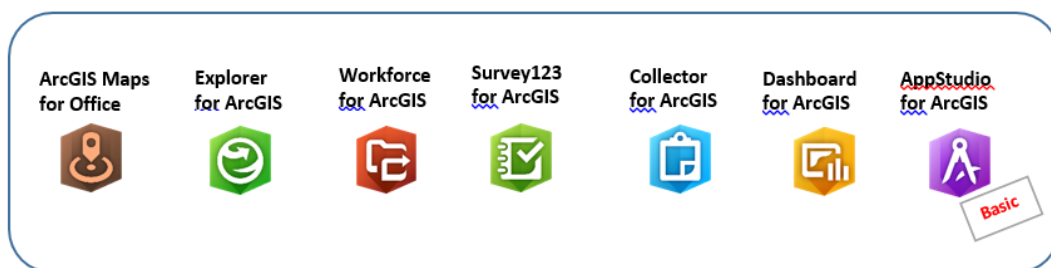 ArcGIS Maps
for Office
Explorer
for ArcGIS
Workforce
for ArcGIS
Survey123
for ArcGIS
Collector
for ArcGIS
Dashboard
for ArcGIS
AppStudio
for ArcGIS
Basic